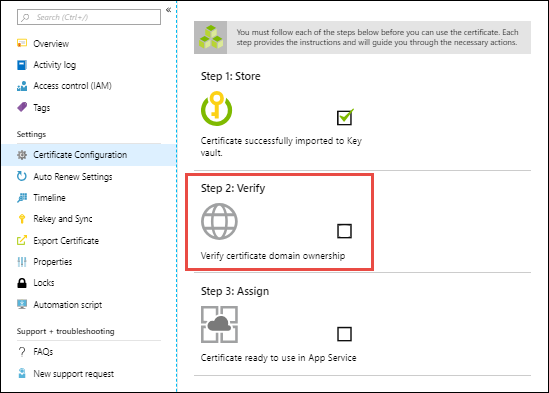 Search (Ctrl+/)
«
Overview
Activity log
Access control (IAM)
Tags
Settings
Certificate Configuration
Auto Renew Settings
Timeline
Rekey and Sync
Export Certificate
Properties
Locks
Automation script
Support + troubleshooting
? FAQs
New support request
You must follow each of the steps below before you can use the certificate. Each
step provides the instructions and will guide you through the necessary actions.
Step 1: Store
Certificate successfully imported to Key
vault.
Step 2: Verify
Verify certificate domain ownership
Step 3: Assign
Certificate ready to use in App Service